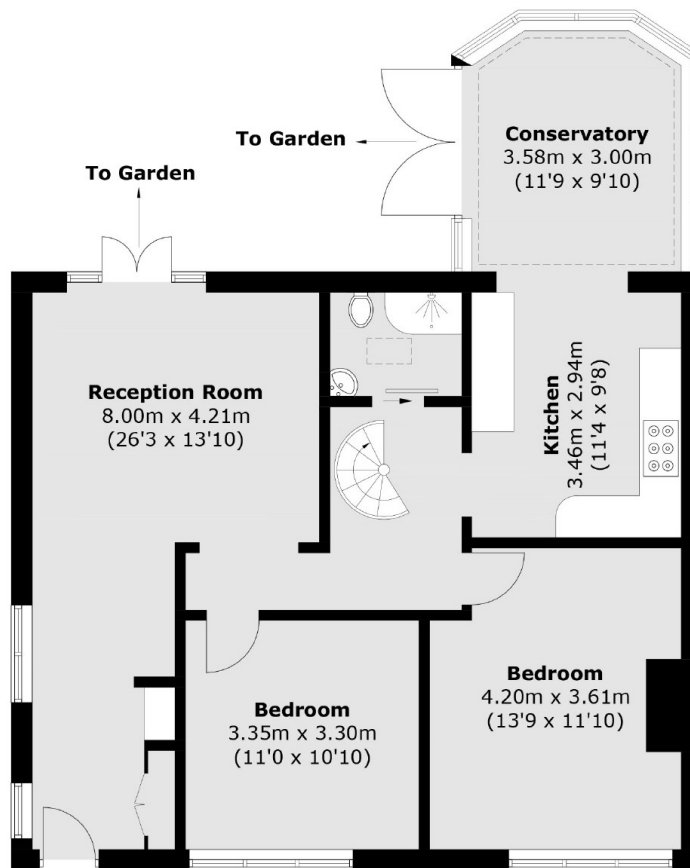 To Garden
Conservatory
3.58m x 3.00m
(11'9 x 9'10)
To Garden
Reception Room
8.00m x 4.21m
(26'3 x 13'10)
Kitchen
3.46m x 2.94m
(11'4 x 9'8)
Bedroom
3.35m x 3.30m
(11'0 x 10'10)
Bedroom
4.20m x 3.61m
(13'9 x 11'10)